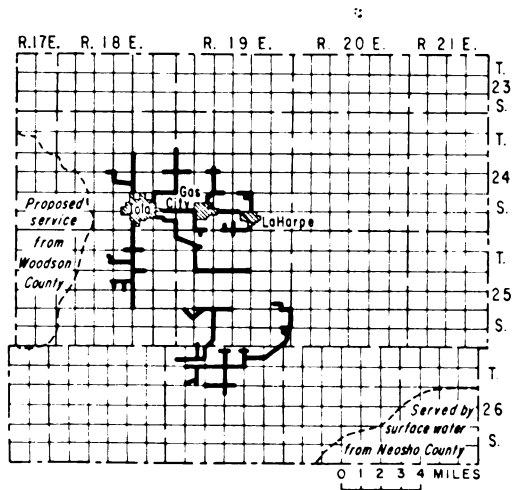 R.17E. R. 18 E. R. 19 E. R. 20 E. R 21 E.
T.
23
S.
T.
24
S.
T.
25
S.
T.
26
S.
Iola
Gas
City
LaHarpe
Proposed
service
from
Woodson
County
Served by
surface water
from Neosho County
0 1 2 3 4 MILES